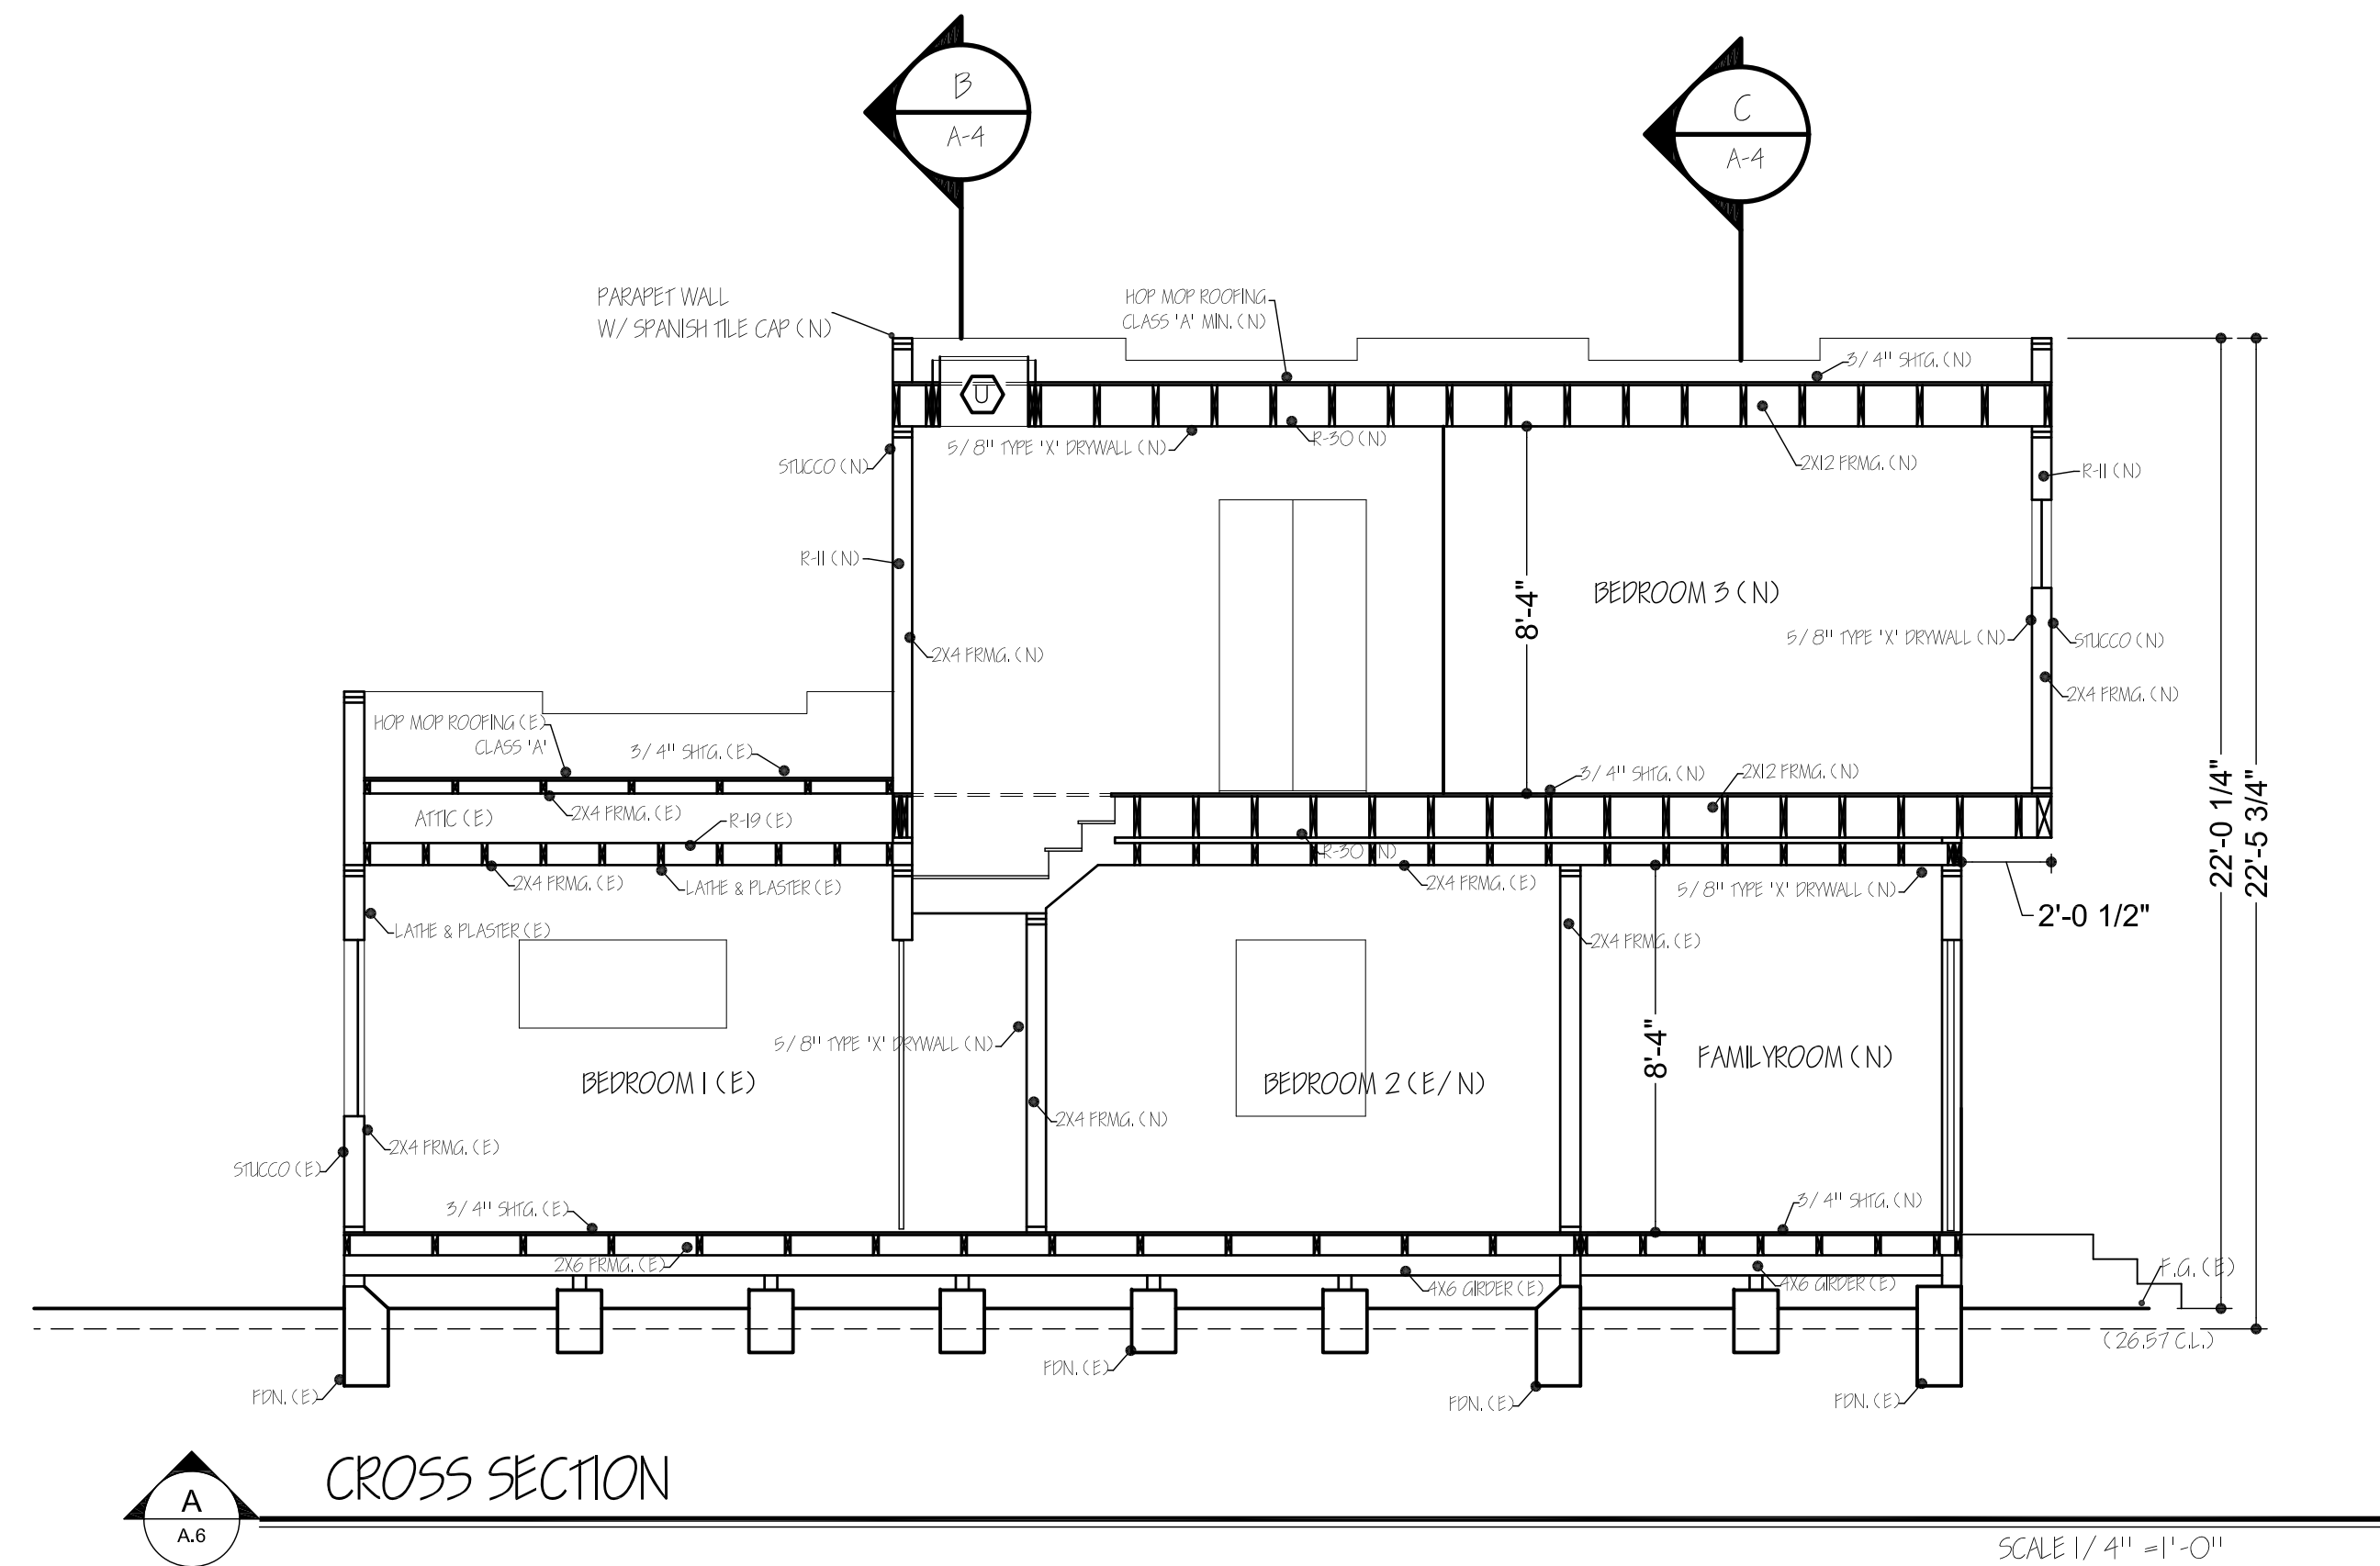 B
A-4
C
A-4
PARAPET WALL
W/ SPANISH TILE CAP (N)
HOP MOP ROOFING
CLASS 'A' MIN. (N)
3/4" SHTG. (N)
U
5/8" TYPE 'X' DRYWALL (N)
R-30 (N)
2X12 FRMG. (N)
STUCCO (N)
R-11 (N)
R-11 (N)
8'-4"
BEDROOM 3 (N)
5/8" TYPE 'X' DRYWALL (N)
STUCCO (N)
2X4 FRMG. (N)
2X4 FRMG. (N)
HOP MOP ROOFING (E)
CLASS 'A'
3/4" SHTG. (E)
3/4" SHTG. (N)
2X12 FRMG. (N)
22'-0 1/4"
22'-5 3/4"
ATTIC (E)
2X4 FRMG. (E)
R-19 (E)
R-30 (N)
2X4 FRMG. (E)
LATHE & PLASTER (E)
2X4 FRMG. (E)
5/8" TYPE 'X' DRYWALL (N)
2'-0 1/2"
LATHE & PLASTER (E)
2X4 FRMG. (E)
5/8" TYPE 'X' DRYWALL (N)
8'-4"
FAMILYROOM (N)
BEDROOM 1 (E)
BEDROOM 2 (E/N)
2X4 FRMG. (N)
2X4 FRMG. (E)
STUCCO (E)
3/4" SHTG. (E)
3/4" SHTG. (N)
2X6 FRMG. (E)
4X6 GIRDER (E)
4X6 GIRDER (E)
F.G. (E)
(26.57 C.L.)
FDN. (E)
FDN. (E)
FDN. (E)
FDN. (E)
A
A.6
CROSS SECTION
SCALE 1/4" =1'-0"